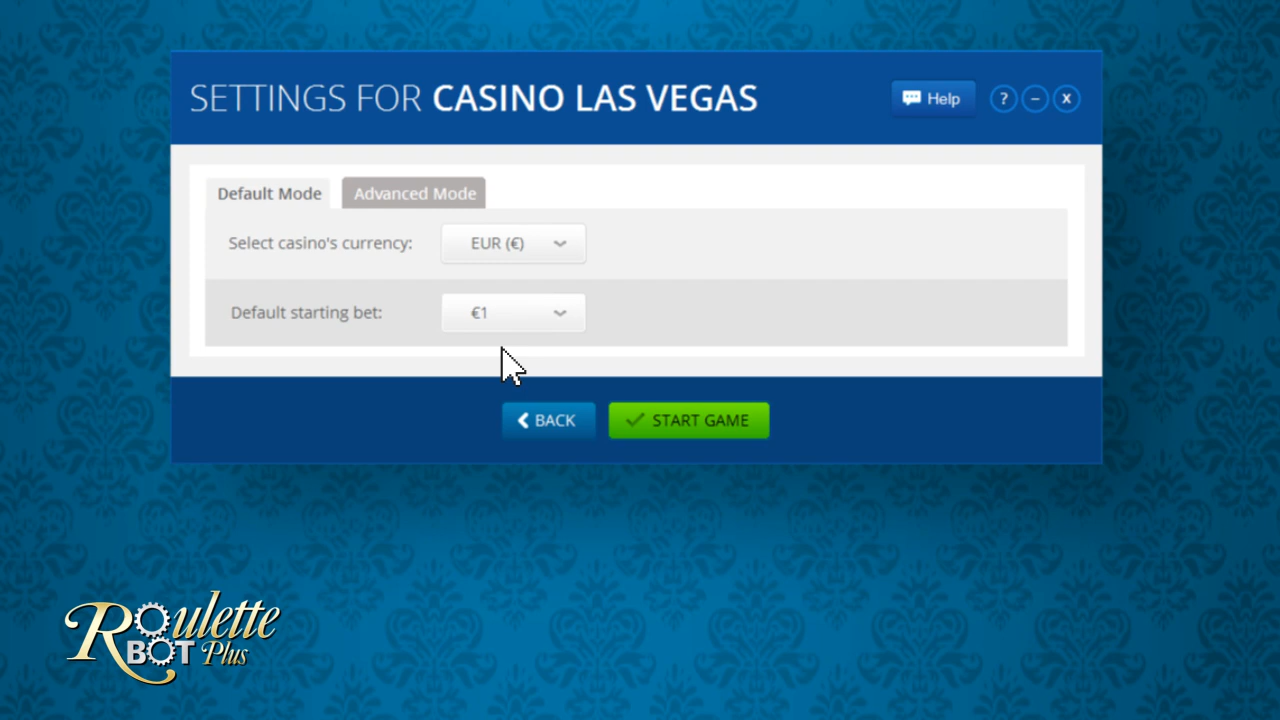 SETTINGS FOR CASINO LAS VEGAS
Help
?
–
x
Default Mode
Advanced Mode
Select casino's currency:
EUR (€)
Default starting bet:
€1
BACK
START GAME
Roulette
BOT Plus